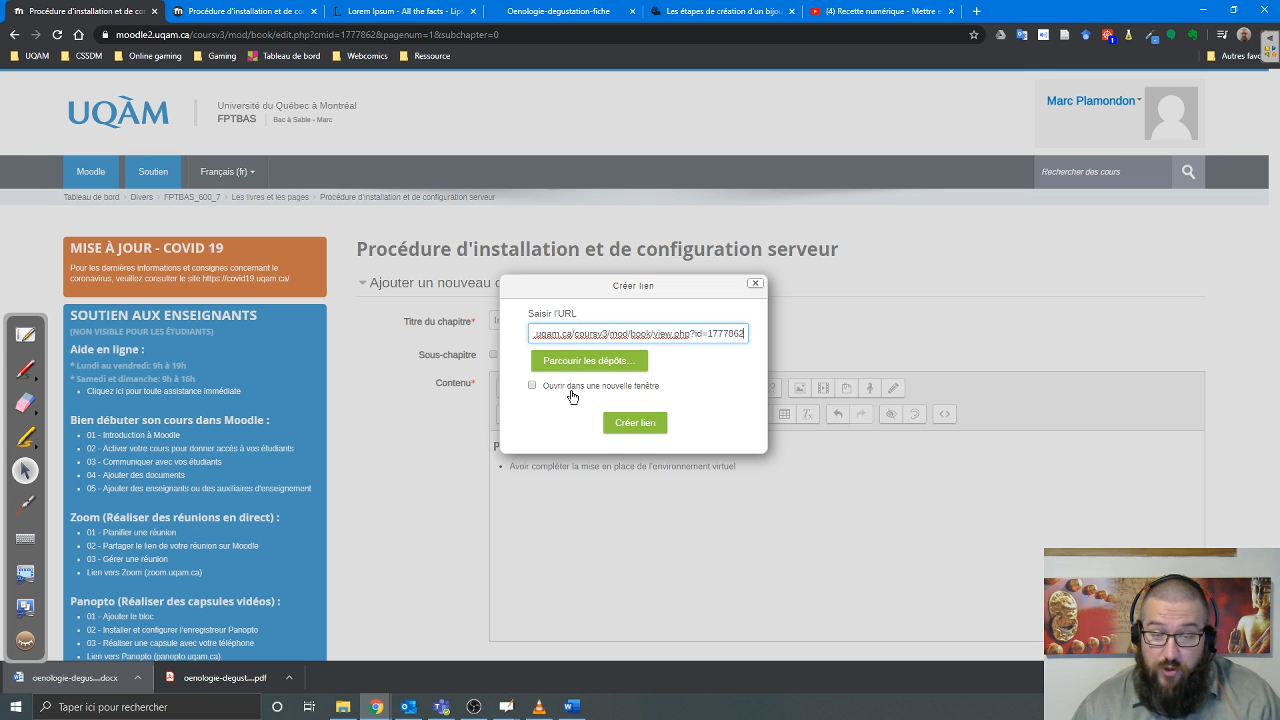 Procédure d'installation et de co
Procédure d'installation et de con
Lorem Ipsum - All the facts - Lips
Oenologie-degustation-fiche
Les étapes de création d'un bijou
(4) Recette numérique - Mettre e
moodle2.uqam.ca/coursv3/mod/book/edit.php?cmid=1777862&pagenum=1&subchapter=0
UQAM
CSSDM
Online gaming
Gaming
Webcomics
Ressource
Autres favo
UQÀM
Université du Québec à Montréal
FPTBAS
Bac à Sable - Marc
Marc Plamondon
Moodle
Soutien
Français (fr)
Rechercher des cours
Tableau de bord
Divers
FPTBAS_600_7
Les livres et les pages
Procédure d'installation et de configuration serveur
MISE À JOUR - COVID 19
Pour les dernières informations et consignes concernant le
coronavirus, veuillez consulter le site https://covid19.uqam.ca/
SOUTIEN AUX ENSEIGNANTS
(NON VISIBLE POUR LES ÉTUDIANTS)
Aide en ligne :
* Lundi au vendredi: 9h à 19h
* Samedi et dimanche: 9h à 16h
Cliquez ici pour toute assistance immédiate
Bien débuter son cours dans Moodle :
01 - Introduction à Moodle
02 - Activer votre cours pour donner accès à vos étudiants
03 - Communiquer avec vos étudiants
04 - Ajouter des documents
05 - Ajouter des enseignants ou des auxiliaires d'enseignement
Zoom (Réaliser des réunions en direct) :
01 - Planifier une réunion
02 - Partager le lien de votre réunion sur Moodle
03 - Gérer une réunion
Lien vers Zoom (zoom.uqam.ca)
Panopto (Réaliser des capsules vidéos) :
01 - Ajouter le bloc
02 - Installer et configurer l'enregistreur Panopto
03 - Réaliser une capsule avec votre téléphone
Lien vers Panopto (panopto.uqam.ca)
Procédure d'installation et de configuration serveur
Ajouter un nouveau c
Titre du chapitre*
Sous-chapitre
Contenu*
Avoir compléter la mise en place de l'environnement virtuel
Créer lien
Saisir l'URL
.uqam.ca/coursv3/mod/book/view.php?id=1777862
Parcourir les dépôts...
Ouvrir dans une nouvelle fenêtre
Créer lien
oenologie-degus....docx
oenologie-degust....pdf
Taper ici pour rechercher